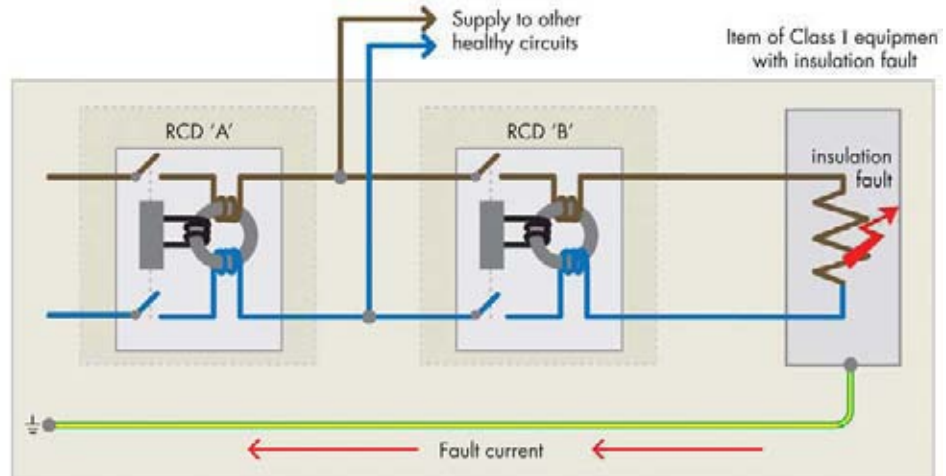 Supply to other
healthy circuits
Item of Class I equipmen
with insulation fault
RCD 'A'
RCD 'B'
insulation
fault
Fault current